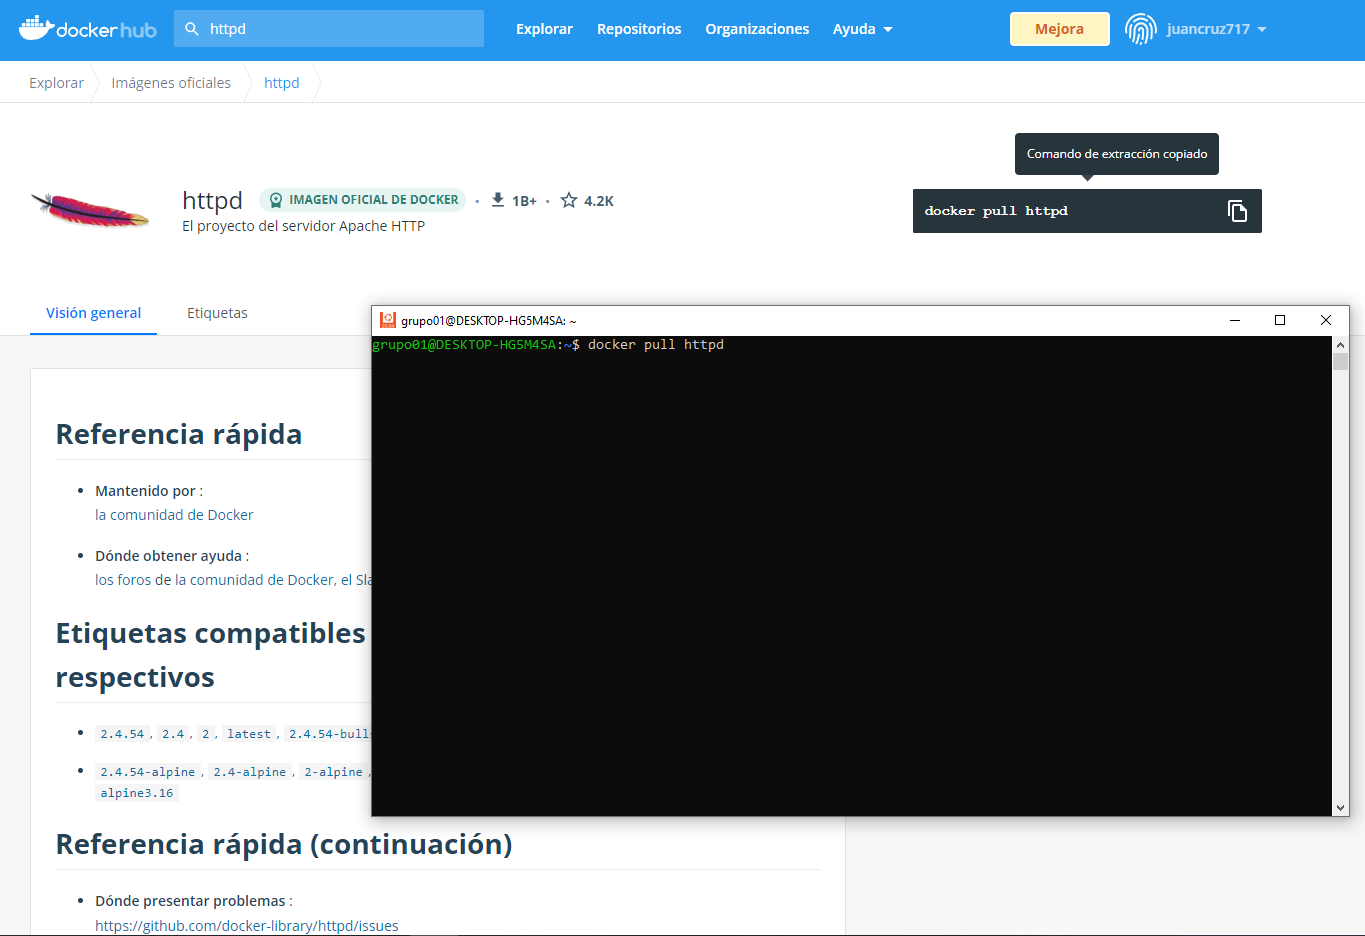 dockerhub
httpd
Explorar
Repositorios
Organizaciones
Ayuda
Mejora
juancruz717
Explorar
Imágenes oficiales
httpd
Comando de extracción copiado
httpd
IMAGEN OFICIAL DE DOCKER
1B+
4.2K
El proyecto del servidor Apache HTTP
docker pull httpd
Visión general
Etiquetas
grupo01@DESKTOP-HG5M4SA: ~
grupo01@DESKTOP-HG5M4SA:~$ docker pull httpd
Referencia rápida
Mantenido por :
la comunidad de Docker
Dónde obtener ayuda :
los foros de la comunidad de Docker, el Sla
Etiquetas compatibles
respectivos
2.4.54 , 2.4 , 2 , latest , 2.4.54-bulls
2.4.54-alpine , 2.4-alpine , 2-alpine ,
alpine3.16
Referencia rápida (continuación)
Dónde presentar problemas :
https://github.com/docker-library/httpd/issues